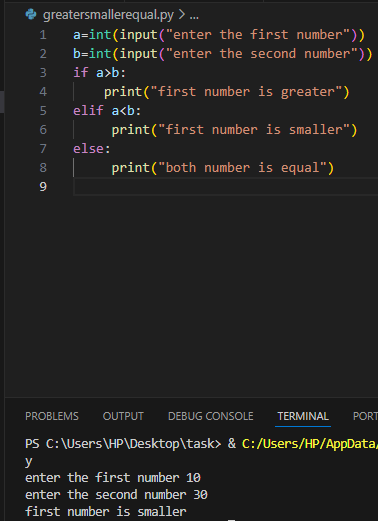 greatersmallerequal.py > ...
1 a=int(input("enter the first number"))
2 b=int(input("enter the second number"))
3 if a>b:
4 print("first number is greater")
5 elif a<b:
6 print("first number is smaller")
7 else:
8 print("both number is equal")
9
PROBLEMS OUTPUT DEBUG CONSOLE TERMINAL PORT
PS C:\Users\HP\Desktop\task> & C:/Users/HP/AppData/
y
enter the first number 10
enter the second number 30
first number is smaller